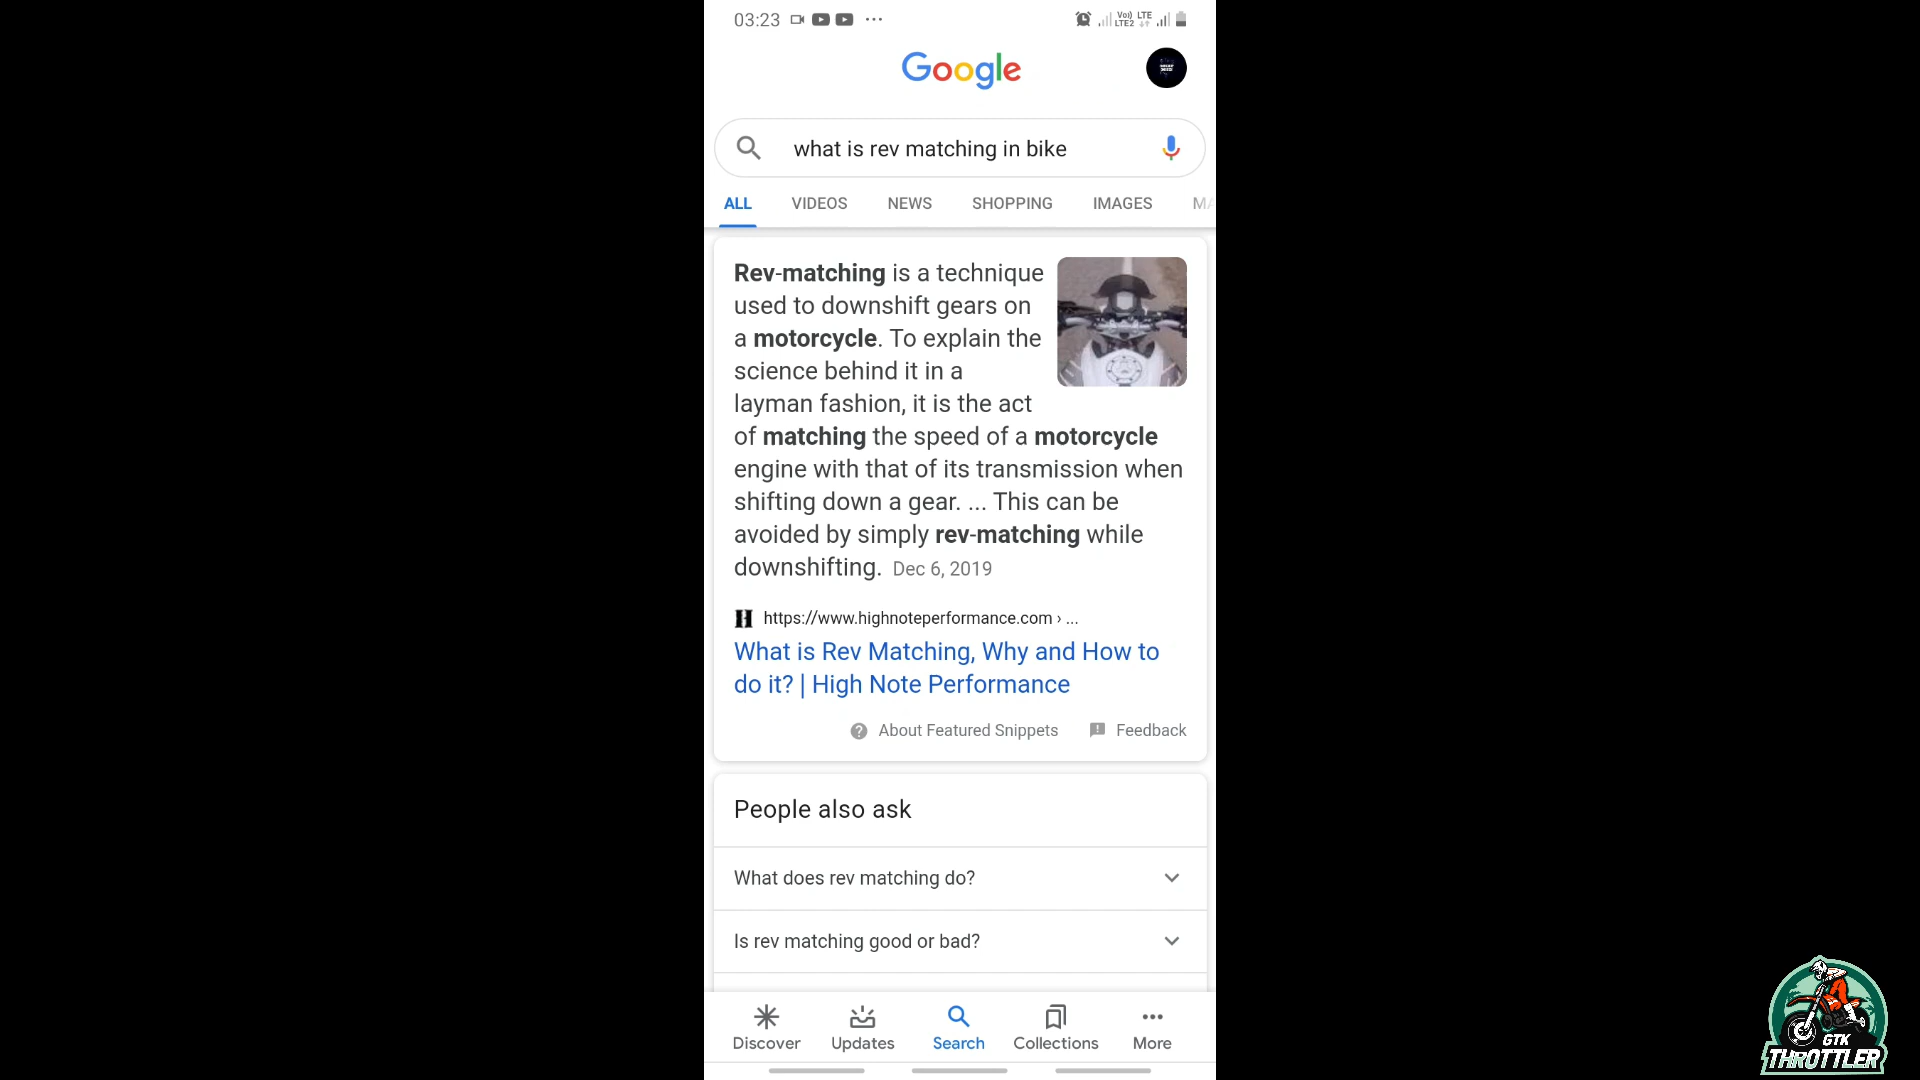 03:23
Vo) LTE
LTE2
Google
what is rev matching in bike
ALL VIDEOS NEWS SHOPPING IMAGES MA
Rev-matching is a technique
used to downshift gears on
a motorcycle. To explain the
science behind it in a
layman fashion, it is the act
of matching the speed of a motorcycle
engine with that of its transmission when
shifting down a gear. ... This can be
avoided by simply rev-matching while
downshifting. Dec 6, 2019
https://www.highnoteperformance.com › ...
What is Rev Matching, Why and How to
do it? | High Note Performance
About Featured Snippets Feedback
People also ask
What does rev matching do?
Is rev matching good or bad?
Discover Updates Search Collections More
GTK
THROTTLER